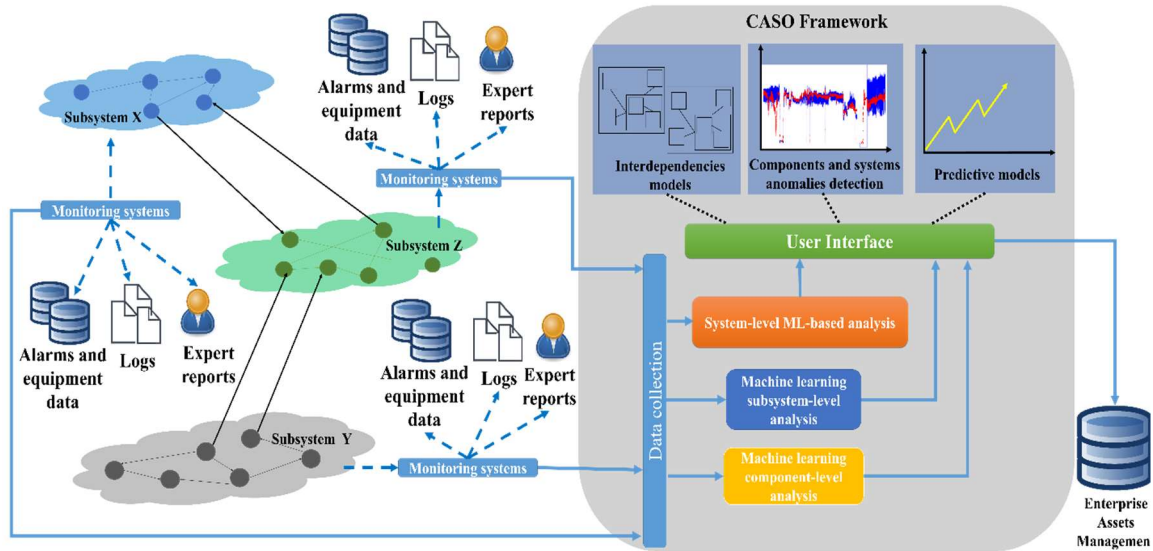 CASO Framework
Alarms and
equipment
data
Logs
Expert
reports
Subsystem X
Monitoring systems
Monitoring systems
Interdependencies
models
Components and systems
anomalies detection
Predictive models
Subsystem Z
User Interface
Alarms and
equipment
data
Logs
Expert
reports
Data collection
System-level ML-based analysis
Alarms and
equipment
data
Logs
Expert
reports
Machine learning
subsystem-level
analysis
Subsystem Y
Monitoring systems
Machine learning
component-level
analysis
Enterprise
Assets
Managemen